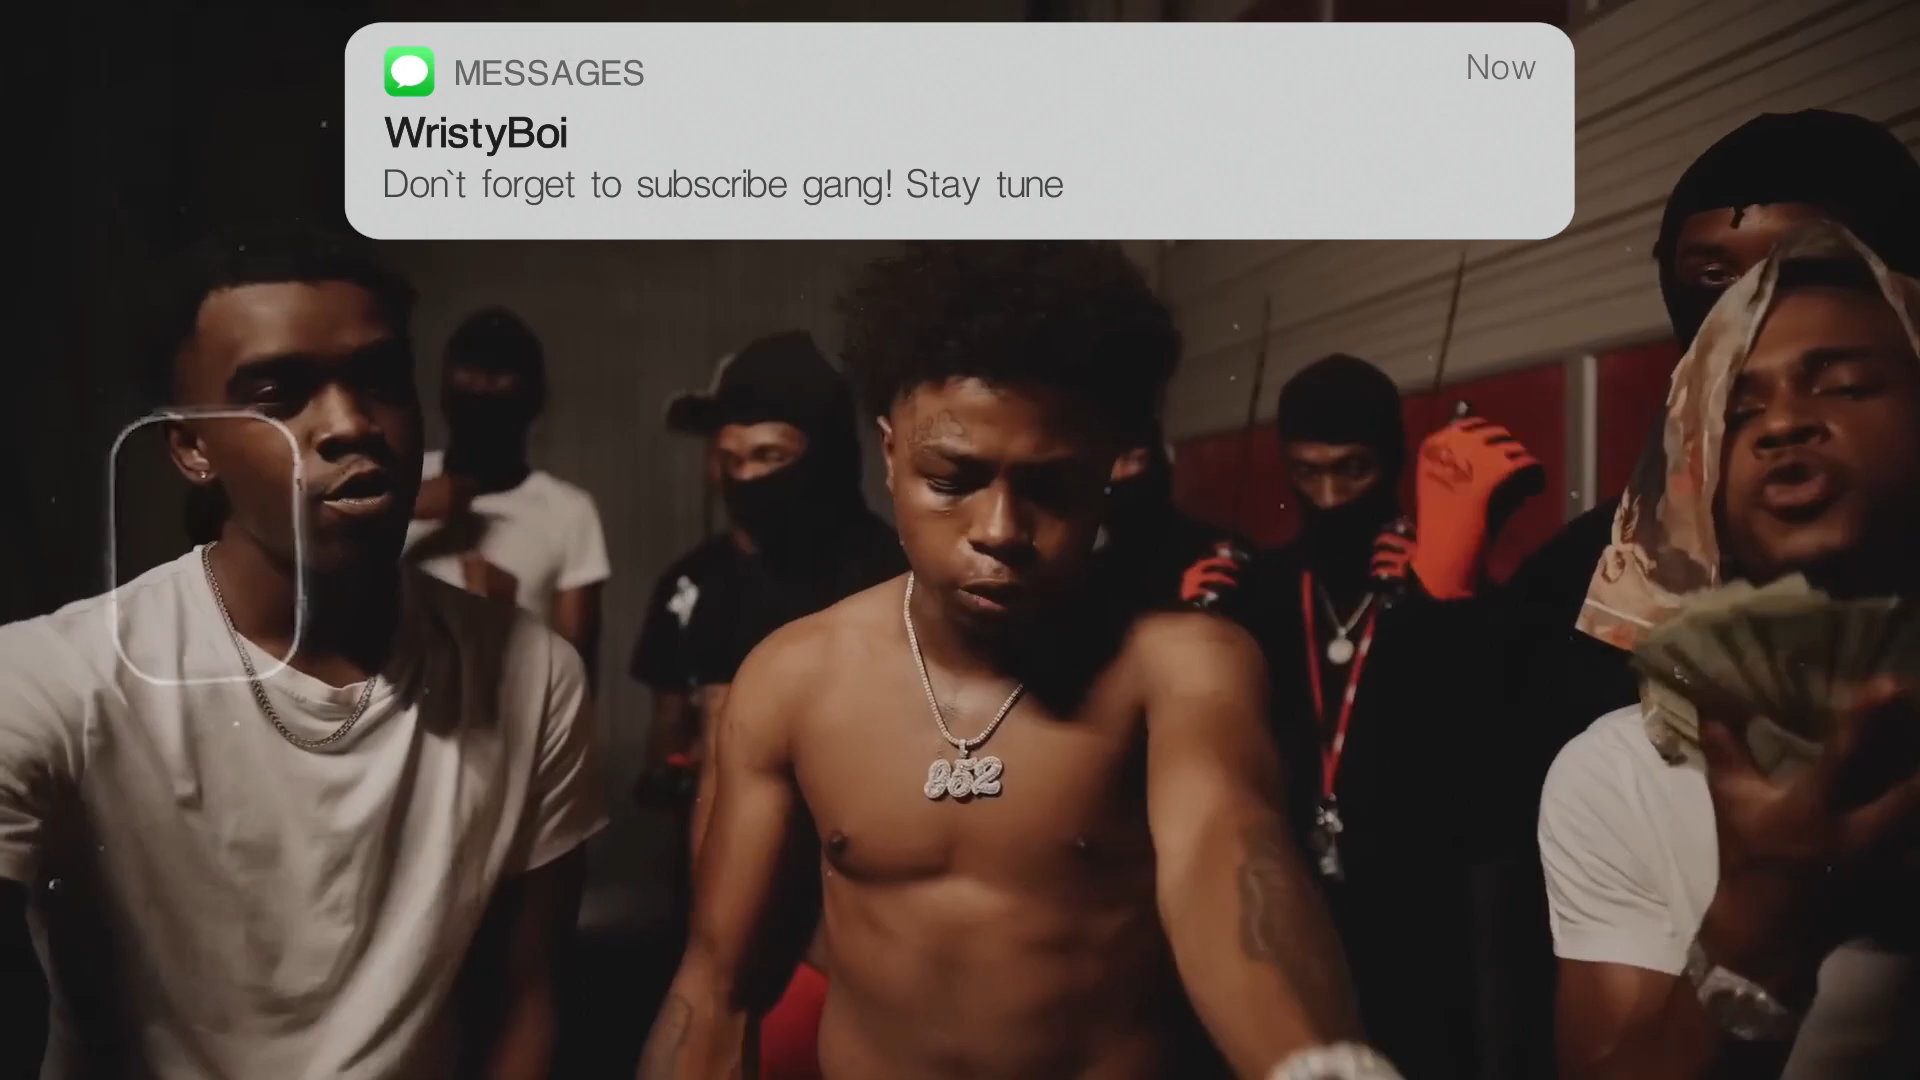 MESSAGES
Now
WristyBoi
Don`t forget to subscribe gang! Stay tune
952